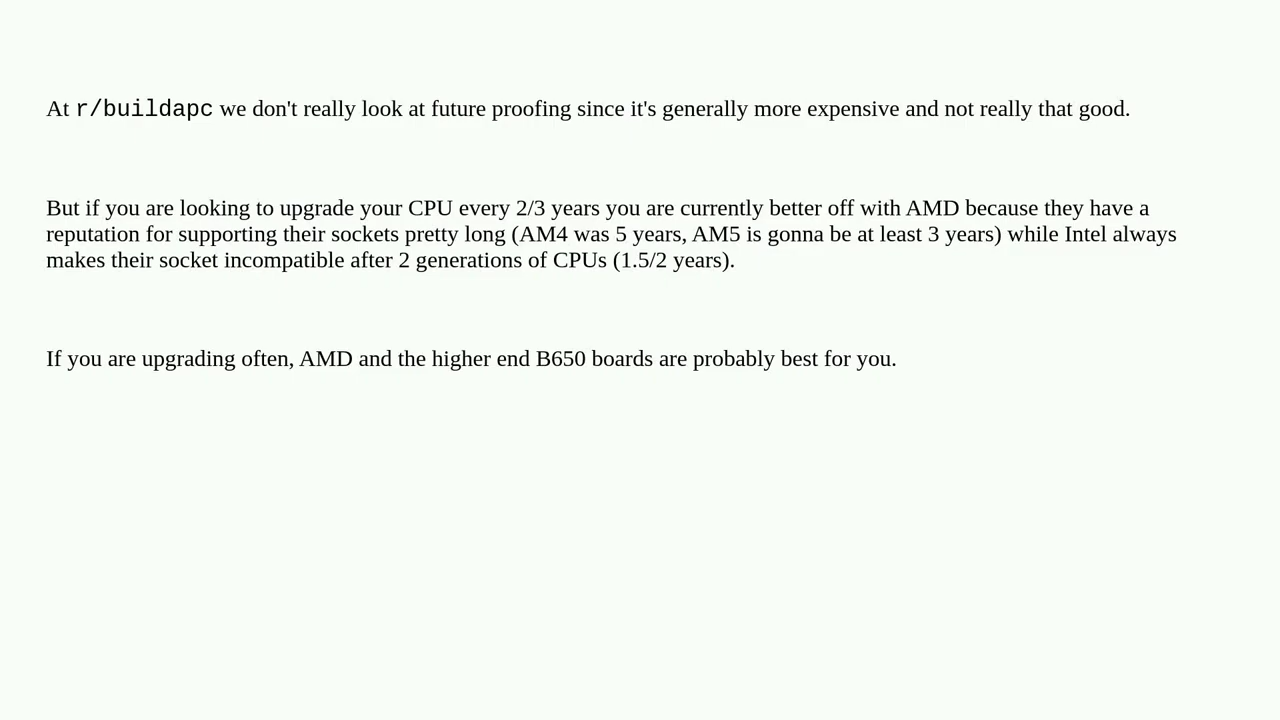 At r/buildapc we don't really look at future proofing since it's generally more expensive and not really that good.
But if you are looking to upgrade your CPU every 2/3 years you are currently better off with AMD because they have a
reputation for supporting their sockets pretty long (AM4 was 5 years, AM5 is gonna be at least 3 years) while Intel always
makes their socket incompatible after 2 generations of CPUs (1.5/2 years).
If you are upgrading often, AMD and the higher end B650 boards are probably best for you.